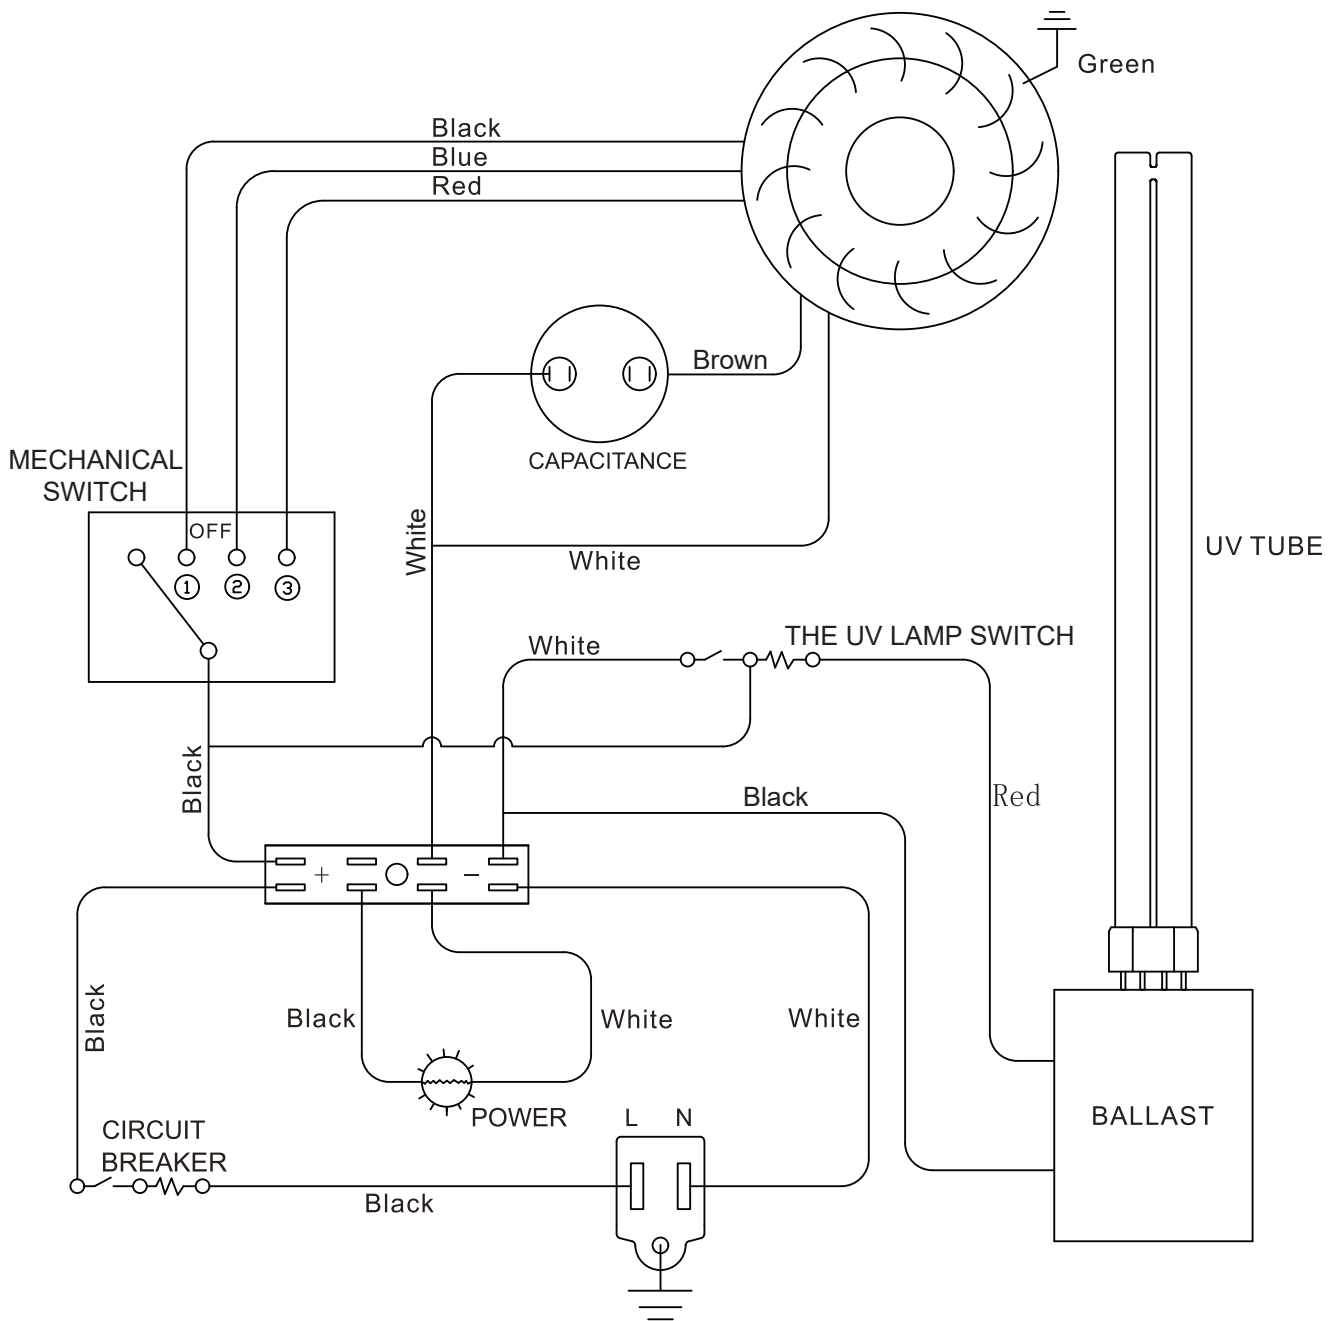 Green
Black
Blue
Red
Brown
CAPACITANCE
MECHANICAL
SWITCH
OFF
1 2 3
White
White
UV TUBE
White
THE UV LAMP SWITCH
Black
Black
Red
+ -
Black
Black
White
White
POWER
L N
BALLAST
CIRCUIT
BREAKER
Black